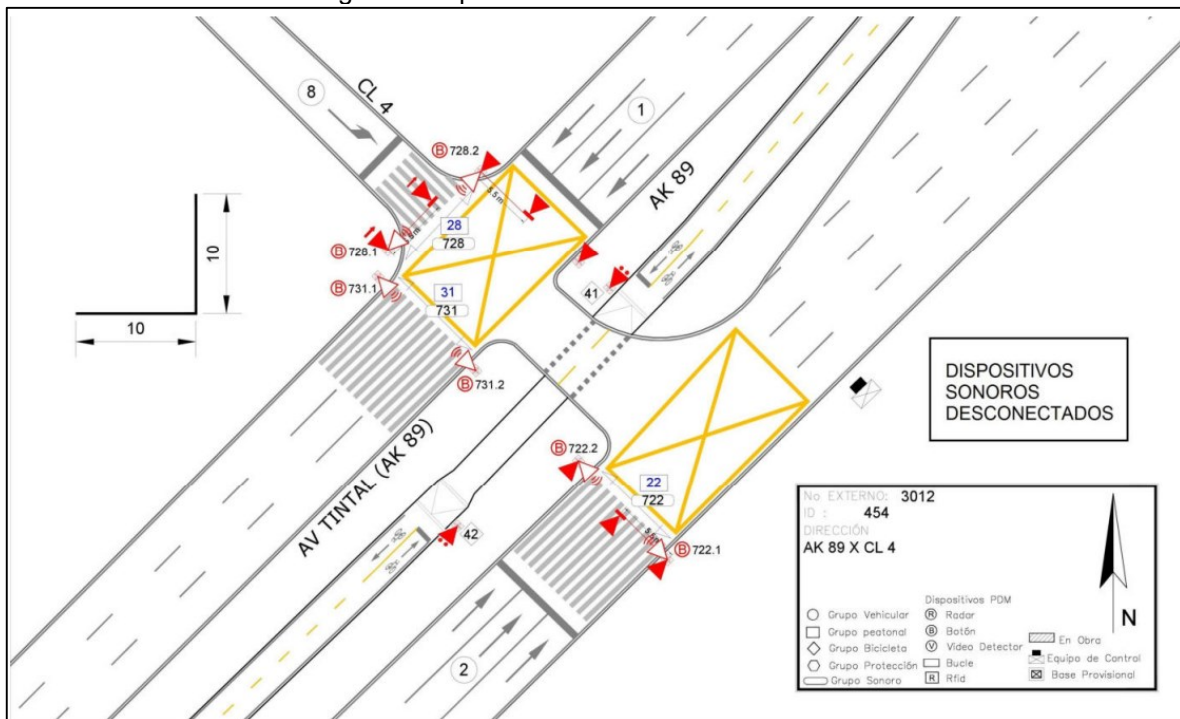 CL 4
8
1
AK 89
B 728.2
5.5 m
28
728
B 728.1
B 731.1
31
731
B 731.2
41
10
10
DISPOSITIVOS
SONOROS
DESCONECTADOS
AV TINTAL (AK 89)
B 722.2
22
722
B 722.1
42
2
No EXTERNO: 3012
ID : 454
DIRECCIÓN
AK 89 X CL 4
N
Grupo Vehicular
Grupo peatonal
Grupo Bicicleta
Grupo Protección
Grupo Sonoro
Dispositivos PDM
R Radar
B Botón
V Video Detector
Bucle
R Rfid
En Obra
Equipo de Control
Base Provisional